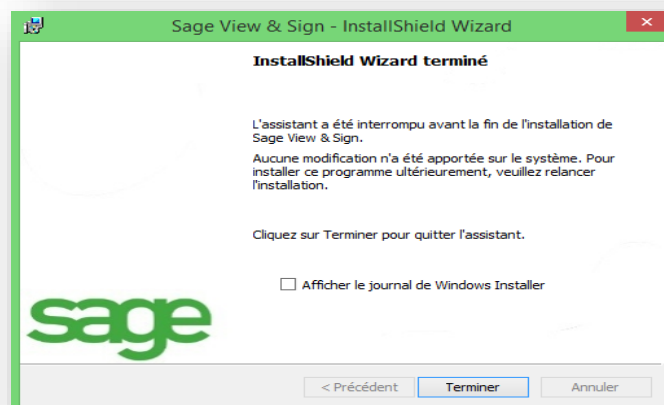 Sage View & Sign - InstallShield Wizard
InstallShield Wizard terminé
L'assistant a été interrompu avant la fin de l'installation de
Sage View & Sign.
Aucune modification n'a été apportée sur le système. Pour
installer ce programme ultérieurement, veuillez relancer
l'installation.
Cliquez sur Terminer pour quitter l'assistant.
Afficher le journal de Windows Installer
sage
< Précédent Terminer Annuler